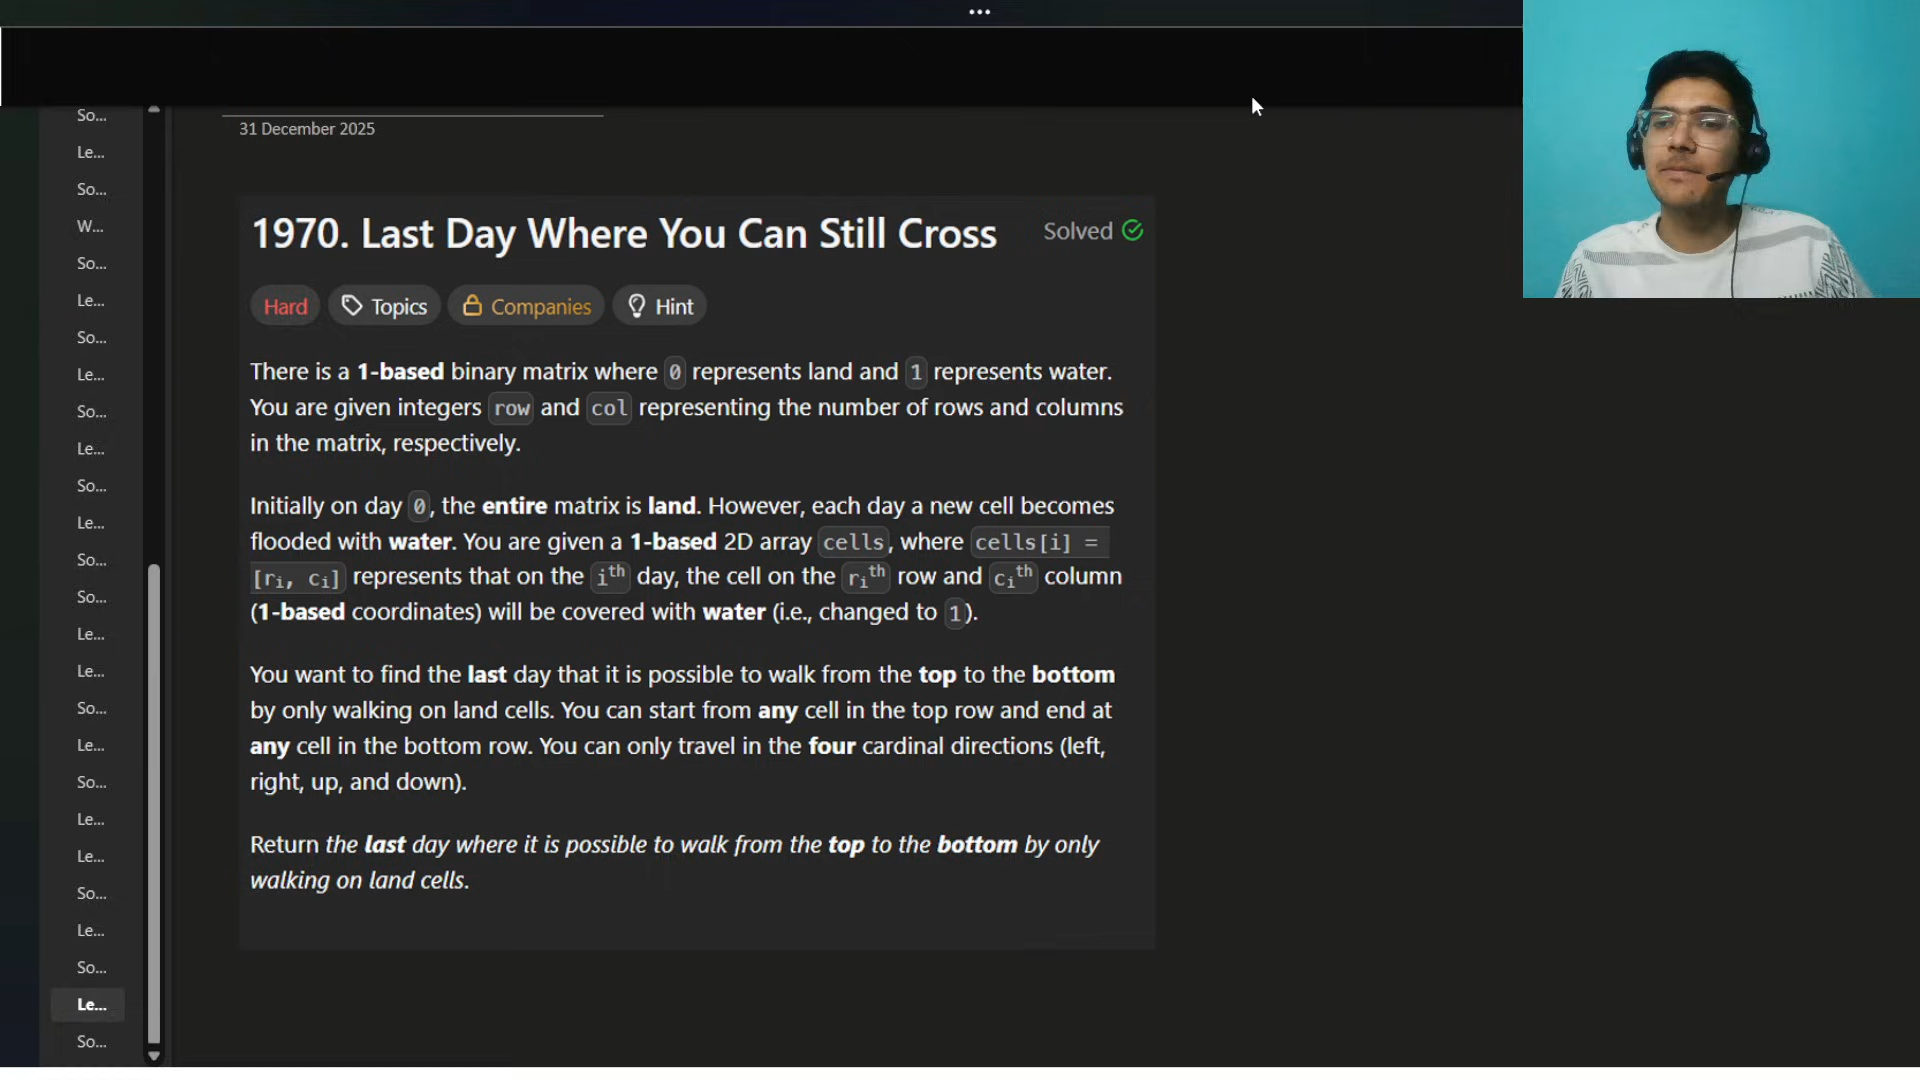 •••
So...
Le...
So...
W...
So...
Le...
So...
Le...
So...
Le...
So...
Le...
So...
So...
Le...
Le...
So...
Le...
So...
Le...
Le...
So...
Le...
So...
Le...
So...
31 December 2025
1970. Last Day Where You Can Still Cross
Solved
Hard Topics Companies Hint
There is a 1-based binary matrix where 0 represents land and 1 represents water.
You are given integers row and col representing the number of rows and columns
in the matrix, respectively.
Initially on day 0, the entire matrix is land. However, each day a new cell becomes
flooded with water. You are given a 1-based 2D array cells, where cells[i] =
[rᵢ, cᵢ] represents that on the iᵗʰ day, the cell on the rᵢᵗʰ row and cᵢᵗʰ column
(1-based coordinates) will be covered with water (i.e., changed to 1).
You want to find the last day that it is possible to walk from the top to the bottom
by only walking on land cells. You can start from any cell in the top row and end at
any cell in the bottom row. You can only travel in the four cardinal directions (left,
right, up, and down).
Return the last day where it is possible to walk from the top to the bottom by only
walking on land cells.